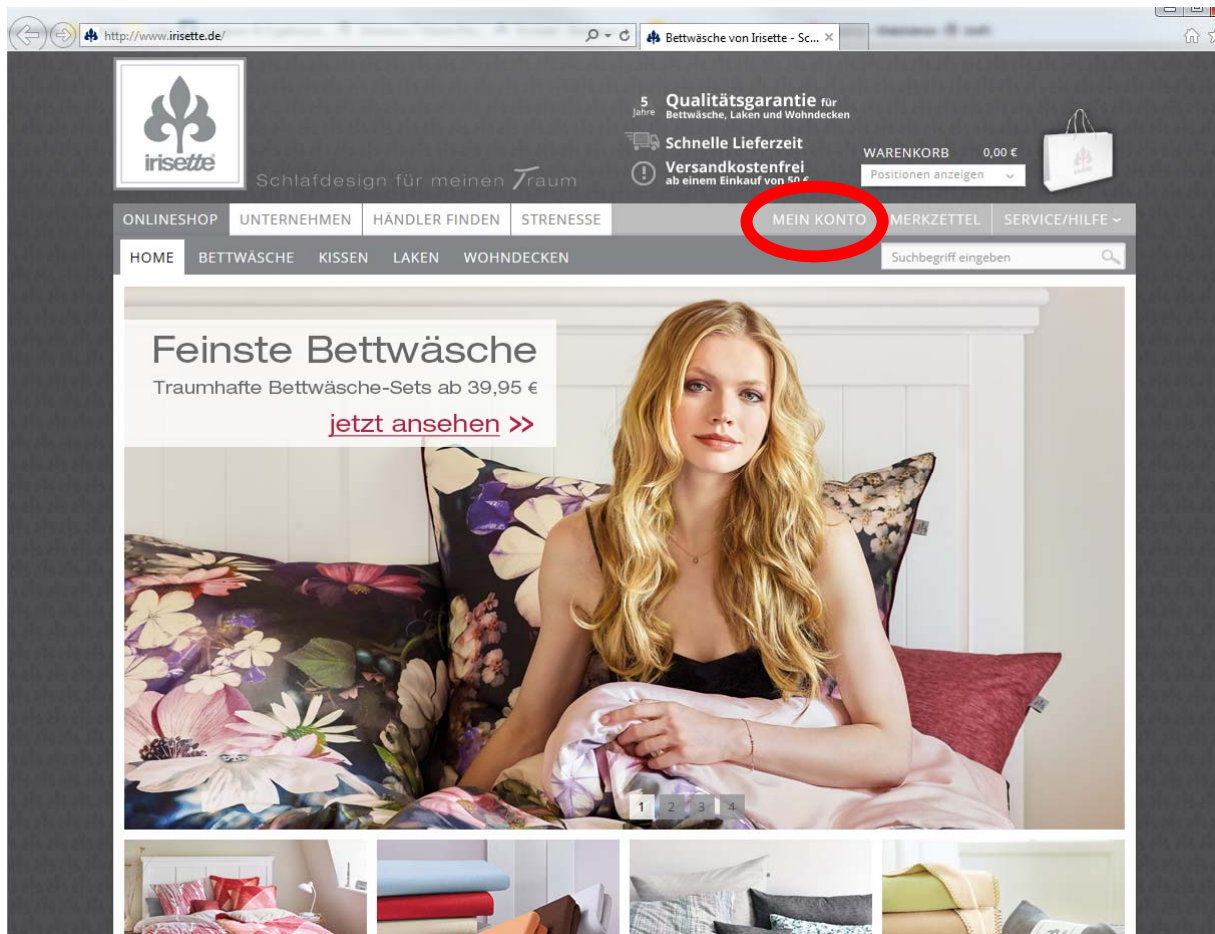 http://www.irisette.de/
Bettwäsche von Irisette - Sc...
irisette
Schlafdesign für meinen Traum
5 Jahre
Qualitätsgarantie für
Bettwäsche, Laken und Wohndecken
Schnelle Lieferzeit
Versandkostenfrei
ab einem Einkauf von 50 €
WARENKORB 0,00 €
Positionen anzeigen
ONLINESHOP UNTERNEHMEN HÄNDLER FINDEN STRENESSE MEIN KONTO MERKZETTEL SERVICE/HILFE
HOME BETTWÄSCHE KISSEN LAKEN WOHNDECKEN Suchbegriff eingeben
Feinste Bettwäsche
Traumhafte Bettwäsche-Sets ab 39,95 €
jetzt ansehen >>
1 2 3 4